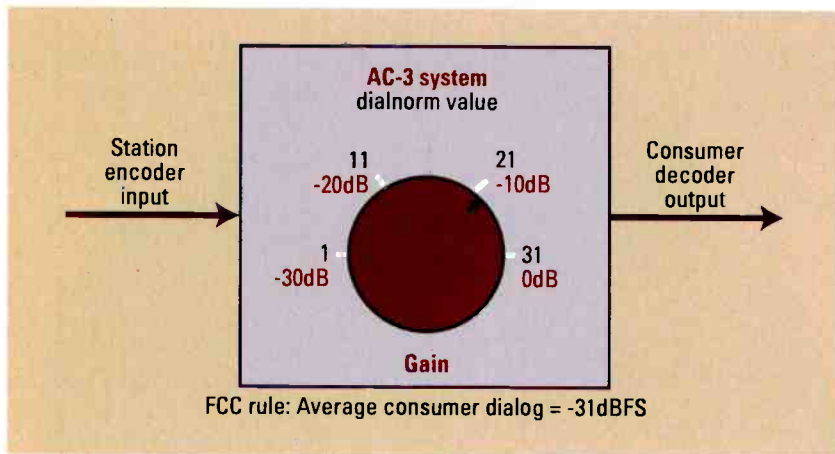 AC-3 system
dialnorm value
Station
encoder
input
11
-20dB
21
-10dB
1
-30dB
31
0dB
Consumer
decoder
output
Gain
FCC rule: Average consumer dialog = -31dBFS